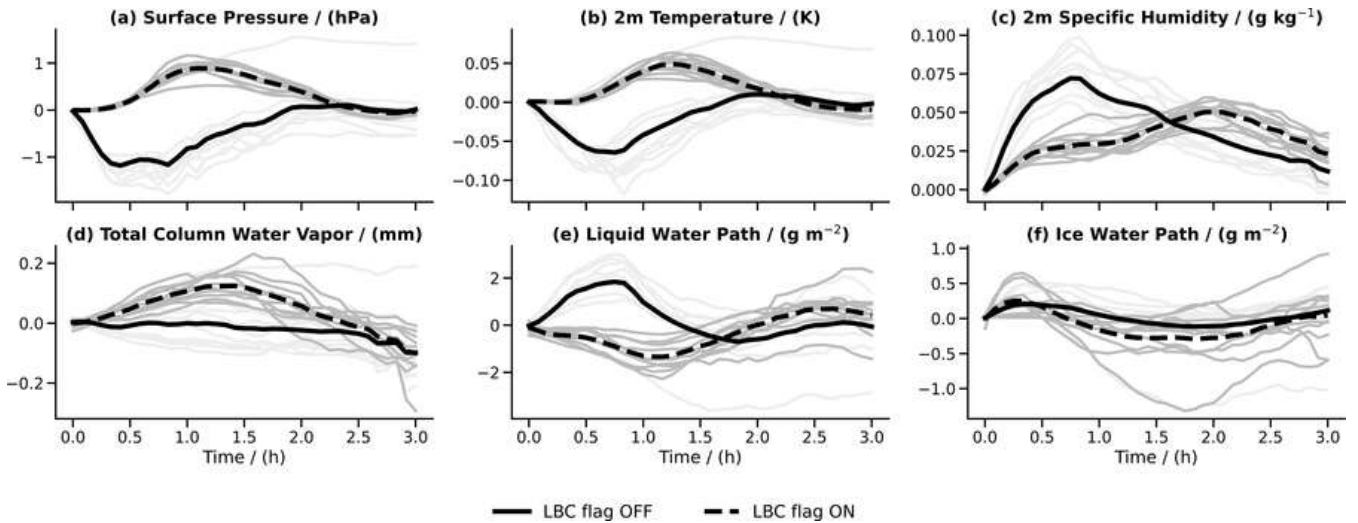 (a) Surface Pressure / (hPa)
(b) 2m Temperature / (K)
(c) 2m Specific Humidity / (g kg⁻¹)
1
0
−1
0.05
0.00
−0.05
−0.10
0.100
0.075
0.050
0.025
0.000
(d) Total Column Water Vapor / (mm)
(e) Liquid Water Path / (g m⁻²)
(f) Ice Water Path / (g m⁻²)
0.2
0.0
−0.2
2
0
−2
1.0
0.5
0.0
−0.5
−1.0
0.0 0.5 1.0 1.5 2.0 2.5 3.0
0.0 0.5 1.0 1.5 2.0 2.5 3.0
0.0 0.5 1.0 1.5 2.0 2.5 3.0
Time / (h)
Time / (h)
Time / (h)
LBC flag OFF
LBC flag ON